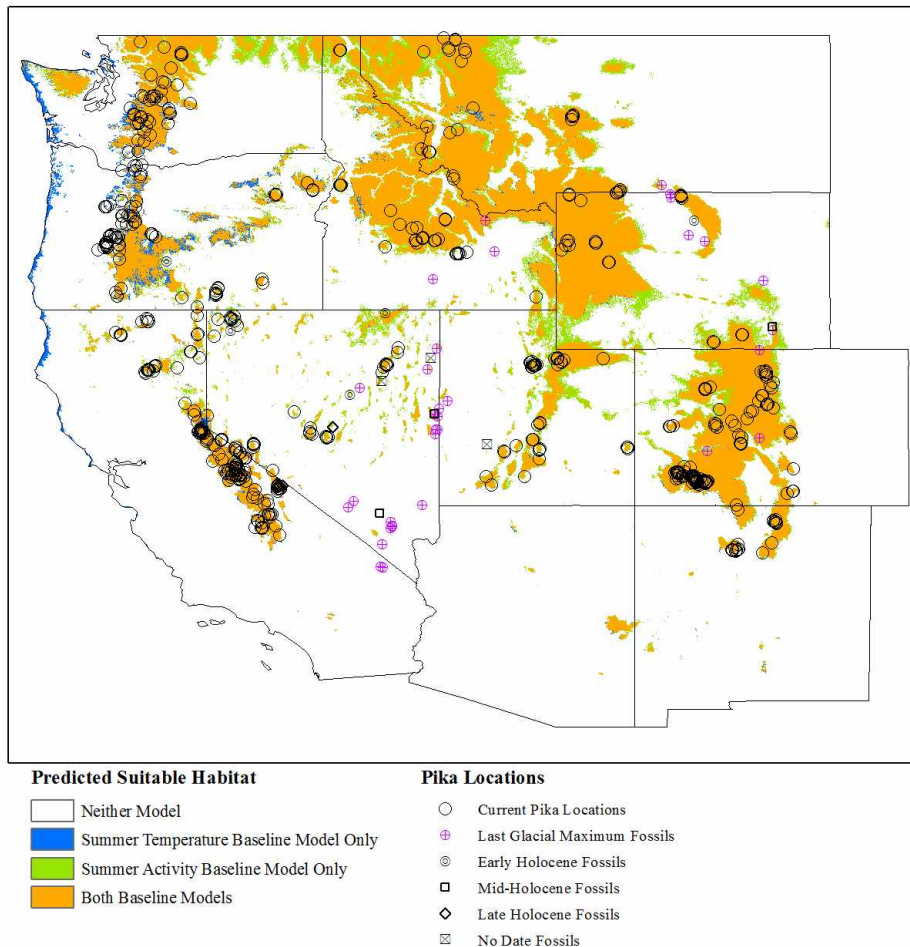 Predicted Suitable Habitat
Neither Model
Summer Temperature Baseline Model Only
Summer Activity Baseline Model Only
Both Baseline Models
Pika Locations
Current Pika Locations
Last Glacial Maximum Fossils
Early Holocene Fossils
Mid-Holocene Fossils
Late Holocene Fossils
No Date Fossils